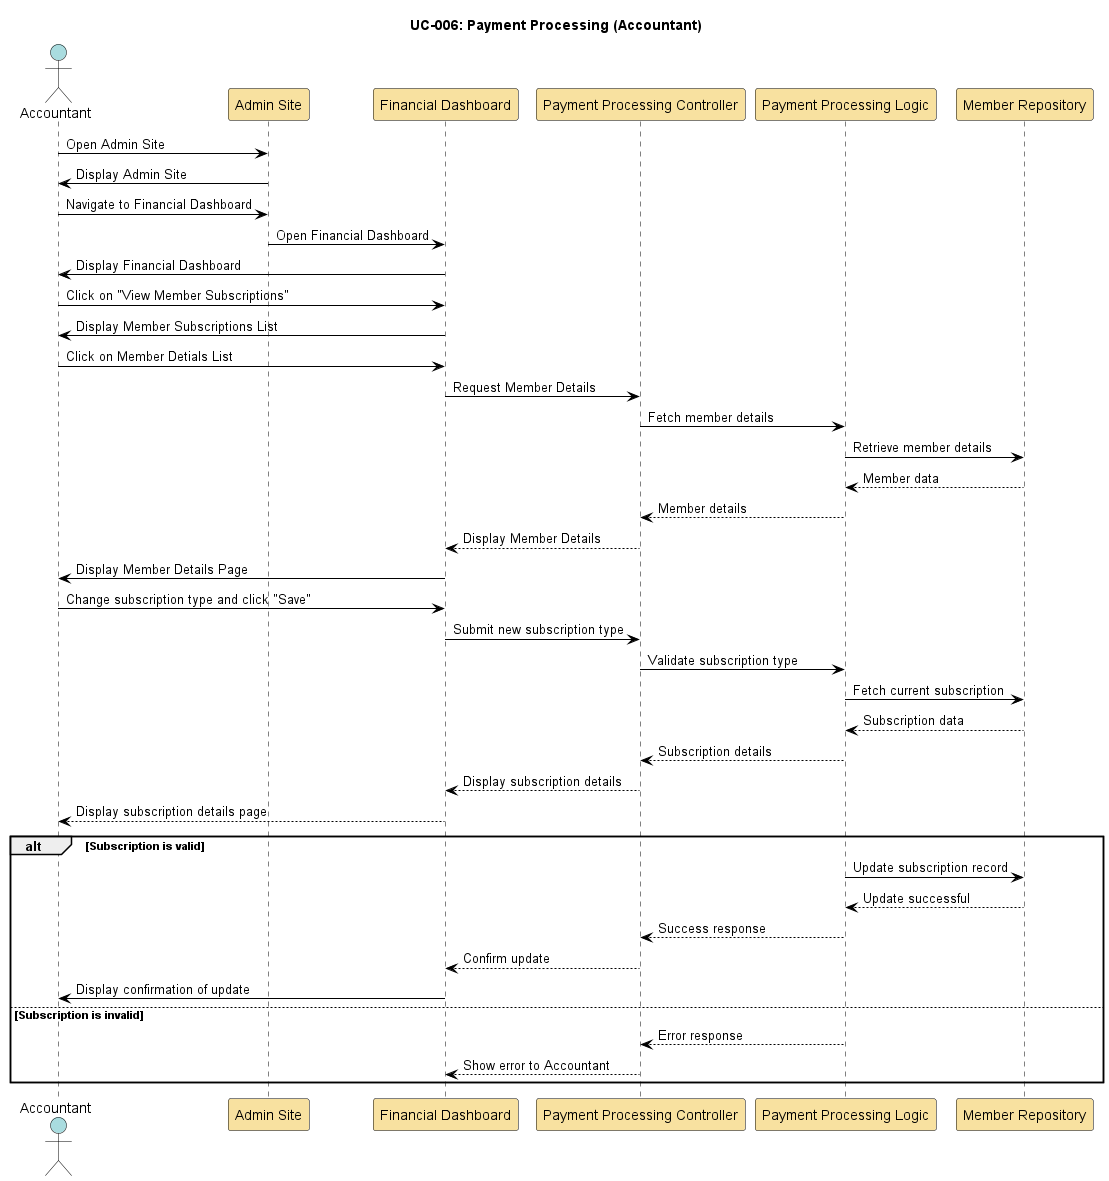 UC-006: Payment Processing (Accountant)
Accountant
Admin Site
Financial Dashboard
Payment Processing Controller
Payment Processing Logic
Member Repository
Open Admin Site
Display Admin Site
Navigate to Financial Dashboard
Open Financial Dashboard
Display Financial Dashboard
Click on "View Member Subscriptions"
Display Member Subscriptions List
Click on Member Detials List
Request Member Details
Fetch member details
Retrieve member details
Member data
Member details
Display Member Details
Display Member Details Page
Change subscription type and click "Save"
Submit new subscription type
Validate subscription type
Fetch current subscription
Subscription data
Subscription details
Display subscription details
Display subscription details page
alt [Subscription is valid]
Update subscription record
Update successful
Success response
Confirm update
Display confirmation of update
[Subscription is invalid]
Error response
Show error to Accountant
Accountant
Admin Site
Financial Dashboard
Payment Processing Controller
Payment Processing Logic
Member Repository